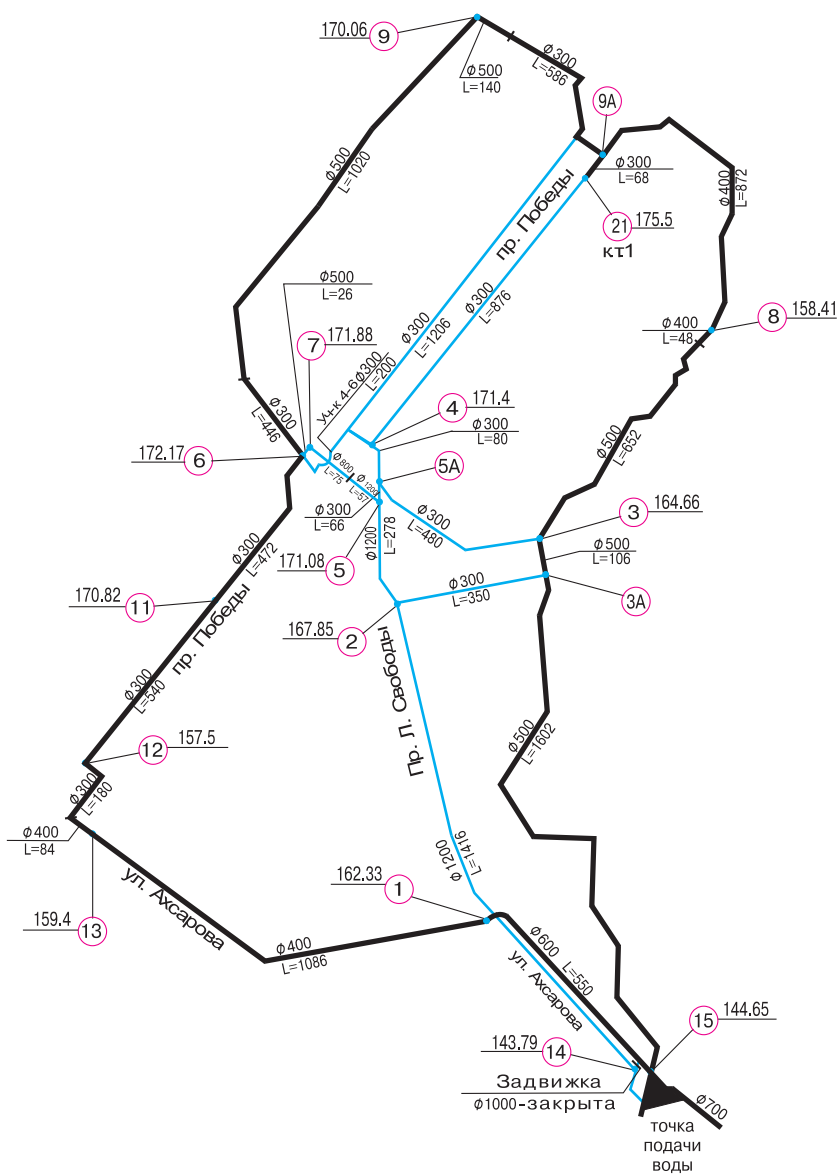 170.06 9
ϕ300
L=586
ϕ500
L=140
9А
ϕ500
L=1020
ϕ300
L=68
ϕ400
L=872
пр. Победы
21 175.5
кт1
ϕ500
L=26
ϕ300
L=876
ϕ300
L=1206
ϕ400
L=48
8 158.41
7 171.88
Уч-к 4-6 ϕ300
L=200
4 171.4
ϕ300
L=80
ϕ300
L=446
172.17 6
ϕ800
L=75
ϕ1200
L=57
5А
ϕ500
L=652
ϕ300
L=66
ϕ300
L=480
3 164.66
ϕ300
L=472
ϕ1200
L=278
171.08 5
ϕ500
L=106
ϕ300
L=350
3А
170.82 11
167.85 2
пр. Победы
ϕ300
L=540
Пр. Л. Свободы
ϕ500
L=1602
12 157.5
ϕ300
L=180
ϕ400
L=84
ϕ1200
L=1416
162.33 1
159.4 13
ул. Ахсарова
ϕ400
L=1086
ϕ600 L=550
ул. Ахсарова
15 144.65
143.79 14
Задвижка
ϕ1000-закрыта
ϕ700
точка
подачи
воды